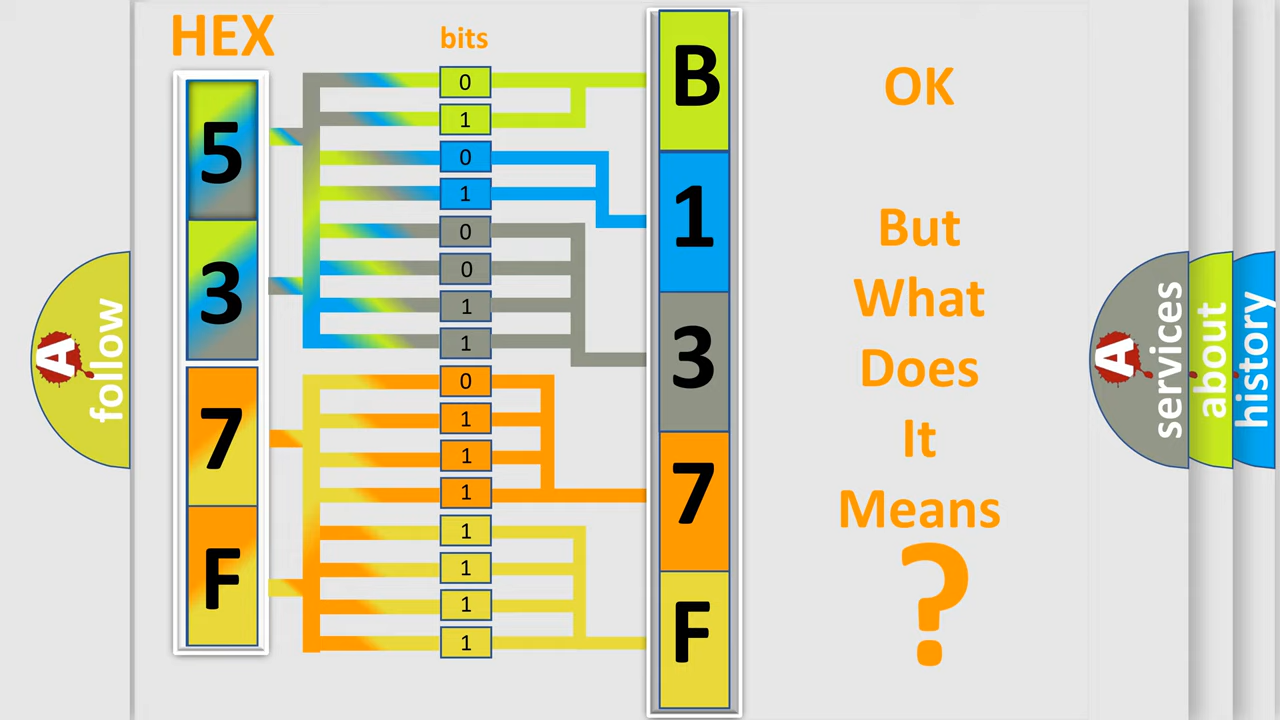 HEX
bits
5
3
7
F
0
1
0
1
0
0
1
1
0
1
1
1
1
1
1
1
B
1
3
7
F
OK
But
What
Does
It
Means
?
A
follow
A
services
about
history